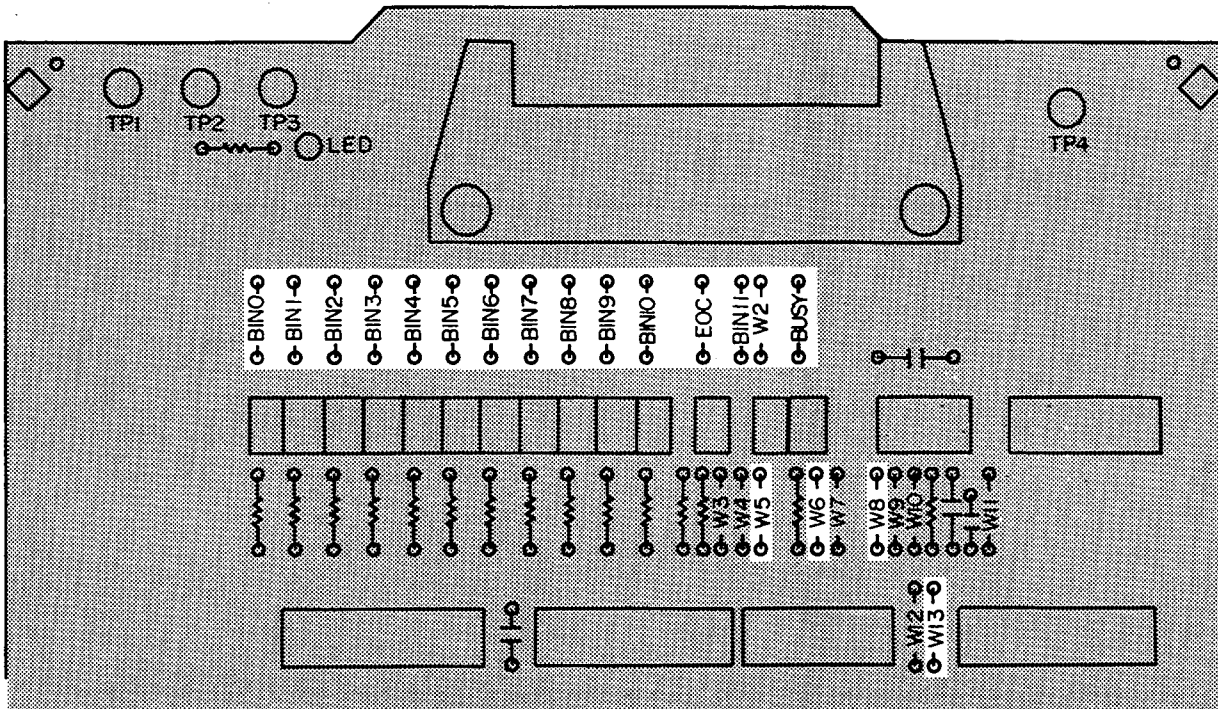 TP1 TP2 TP3
LED
TP4
BIN0 BIN1 BIN2 BIN3 BIN4 BIN5 BIN6 BIN7 BIN8 BIN9 BIN10 EOC BIN11 W2 BUSY
W3 W4 W5 W6 W7 W8 W9 W10 W11
W12 W13